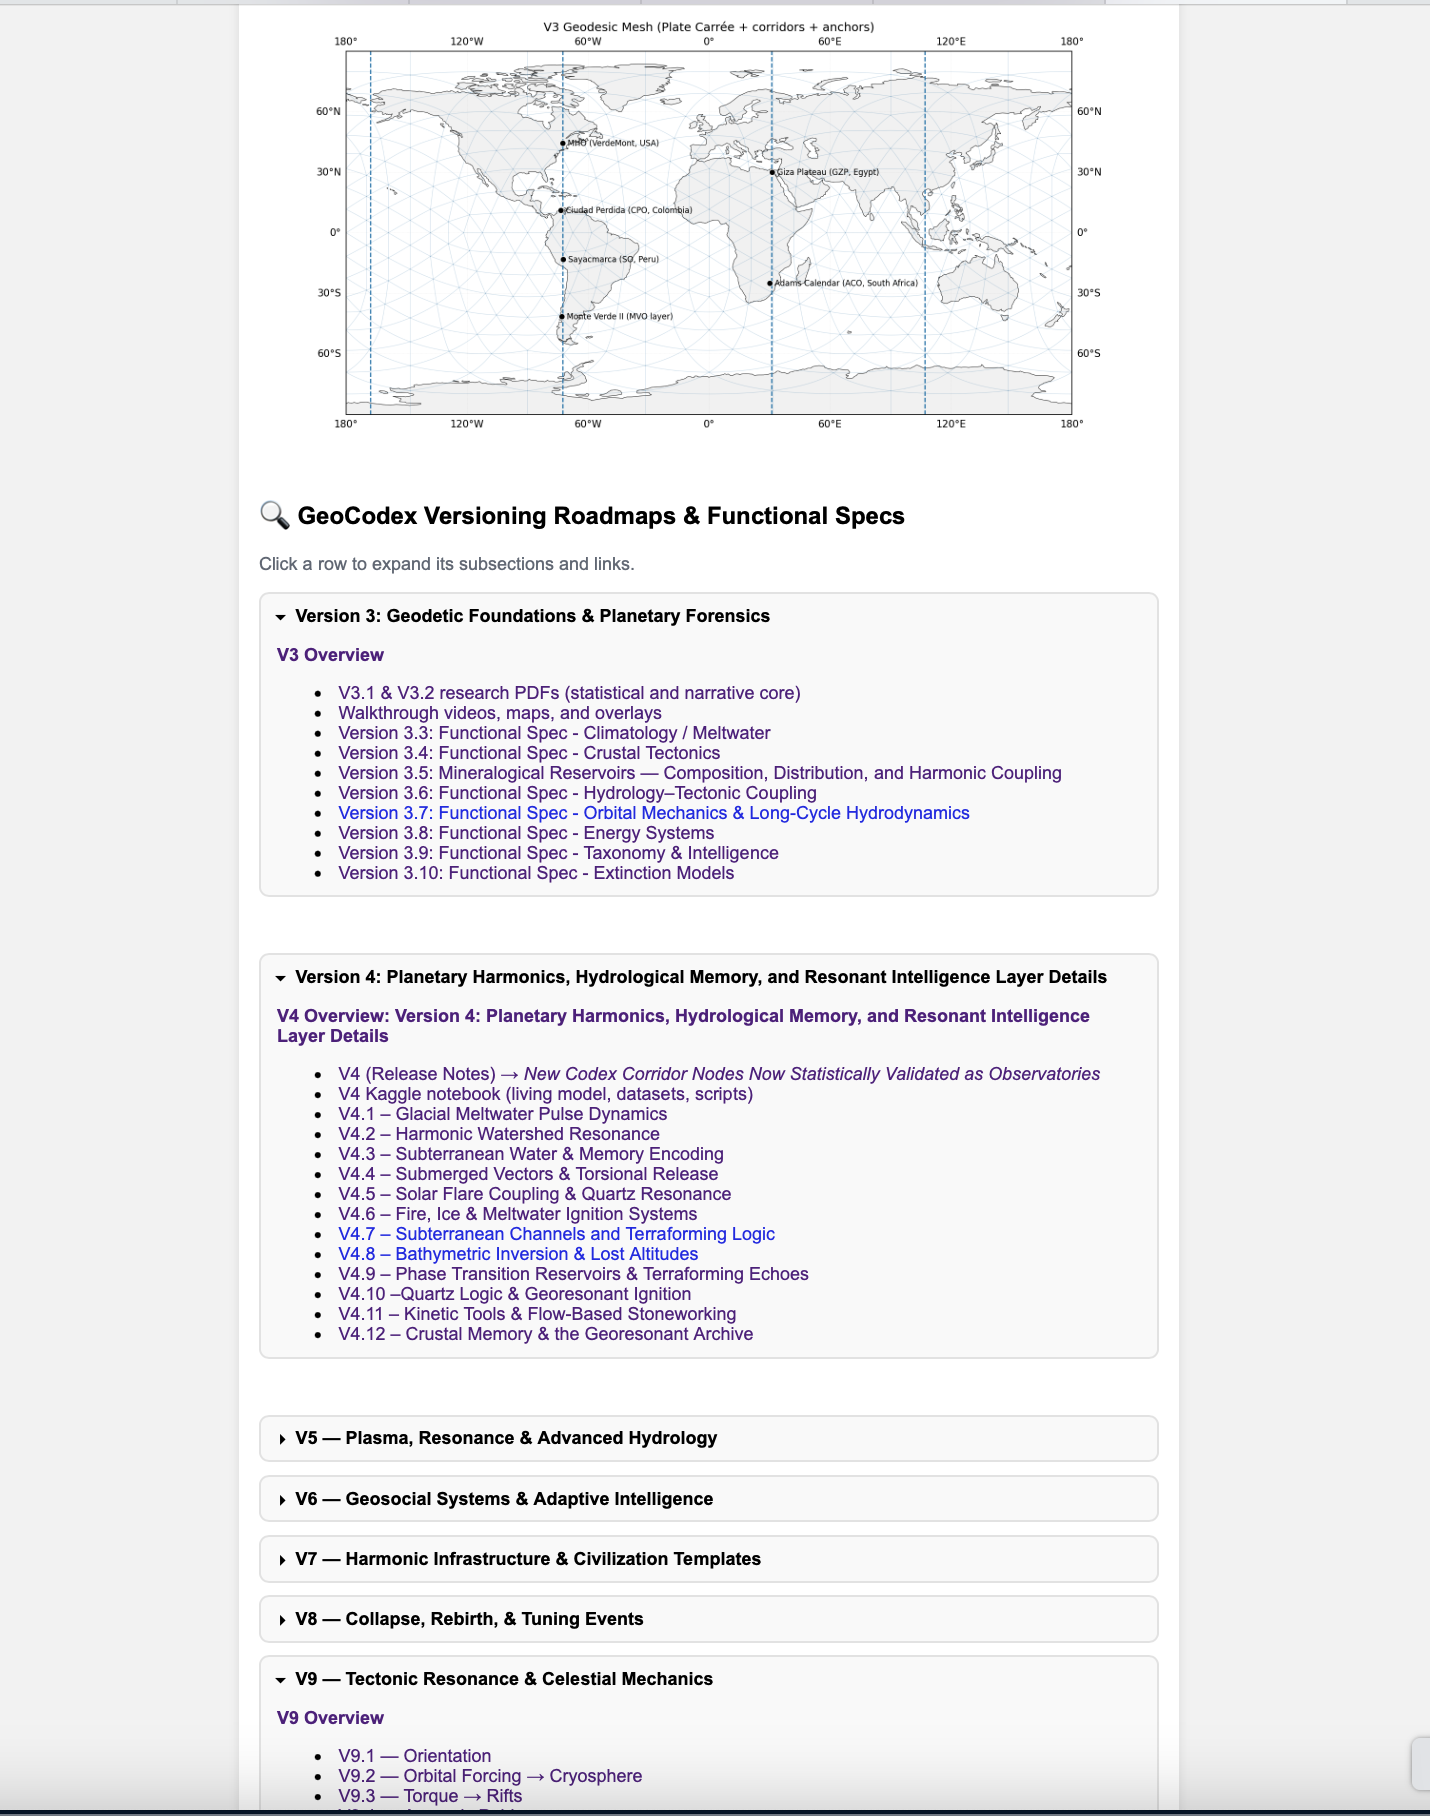 V3 Geodesic Mesh (Plate Carrée + corridors + anchors)
180° 120°W 60°W 0° 60°E 120°E 180°
60°N 60°N
MHO (VerdeMont, USA)
30°N Giza Plateau (GZP, Egypt) 30°N
Ciudad Perdida (CPO, Colombia)
0° 0°
Sayacmarca (SO, Peru)
Adams Calendar (ACO, South Africa)
30°S 30°S
Monte Verde II (MVO layer)
60°S 60°S
180° 120°W 60°W 0° 60°E 120°E 180°
GeoCodex Versioning Roadmaps & Functional Specs
Click a row to expand its subsections and links.
Version 3: Geodetic Foundations & Planetary Forensics
V3 Overview
V3.1 & V3.2 research PDFs (statistical and narrative core)
Walkthrough videos, maps, and overlays
Version 3.3: Functional Spec - Climatology / Meltwater
Version 3.4: Functional Spec - Crustal Tectonics
Version 3.5: Mineralogical Reservoirs — Composition, Distribution, and Harmonic Coupling
Version 3.6: Functional Spec - Hydrology–Tectonic Coupling
Version 3.7: Functional Spec - Orbital Mechanics & Long-Cycle Hydrodynamics
Version 3.8: Functional Spec - Energy Systems
Version 3.9: Functional Spec - Taxonomy & Intelligence
Version 3.10: Functional Spec - Extinction Models
Version 4: Planetary Harmonics, Hydrological Memory, and Resonant Intelligence Layer Details
V4 Overview: Version 4: Planetary Harmonics, Hydrological Memory, and Resonant Intelligence
Layer Details
V4 (Release Notes) → New Codex Corridor Nodes Now Statistically Validated as Observatories
V4 Kaggle notebook (living model, datasets, scripts)
V4.1 – Glacial Meltwater Pulse Dynamics
V4.2 – Harmonic Watershed Resonance
V4.3 – Subterranean Water & Memory Encoding
V4.4 – Submerged Vectors & Torsional Release
V4.5 – Solar Flare Coupling & Quartz Resonance
V4.6 – Fire, Ice & Meltwater Ignition Systems
V4.7 – Subterranean Channels and Terraforming Logic
V4.8 – Bathymetric Inversion & Lost Altitudes
V4.9 – Phase Transition Reservoirs & Terraforming Echoes
V4.10 –Quartz Logic & Georesonant Ignition
V4.11 – Kinetic Tools & Flow-Based Stoneworking
V4.12 – Crustal Memory & the Georesonant Archive
V5 — Plasma, Resonance & Advanced Hydrology
V6 — Geosocial Systems & Adaptive Intelligence
V7 — Harmonic Infrastructure & Civilization Templates
V8 — Collapse, Rebirth, & Tuning Events
V9 — Tectonic Resonance & Celestial Mechanics
V9 Overview
V9.1 — Orientation
V9.2 — Orbital Forcing → Cryosphere
V9.3 — Torque → Rifts